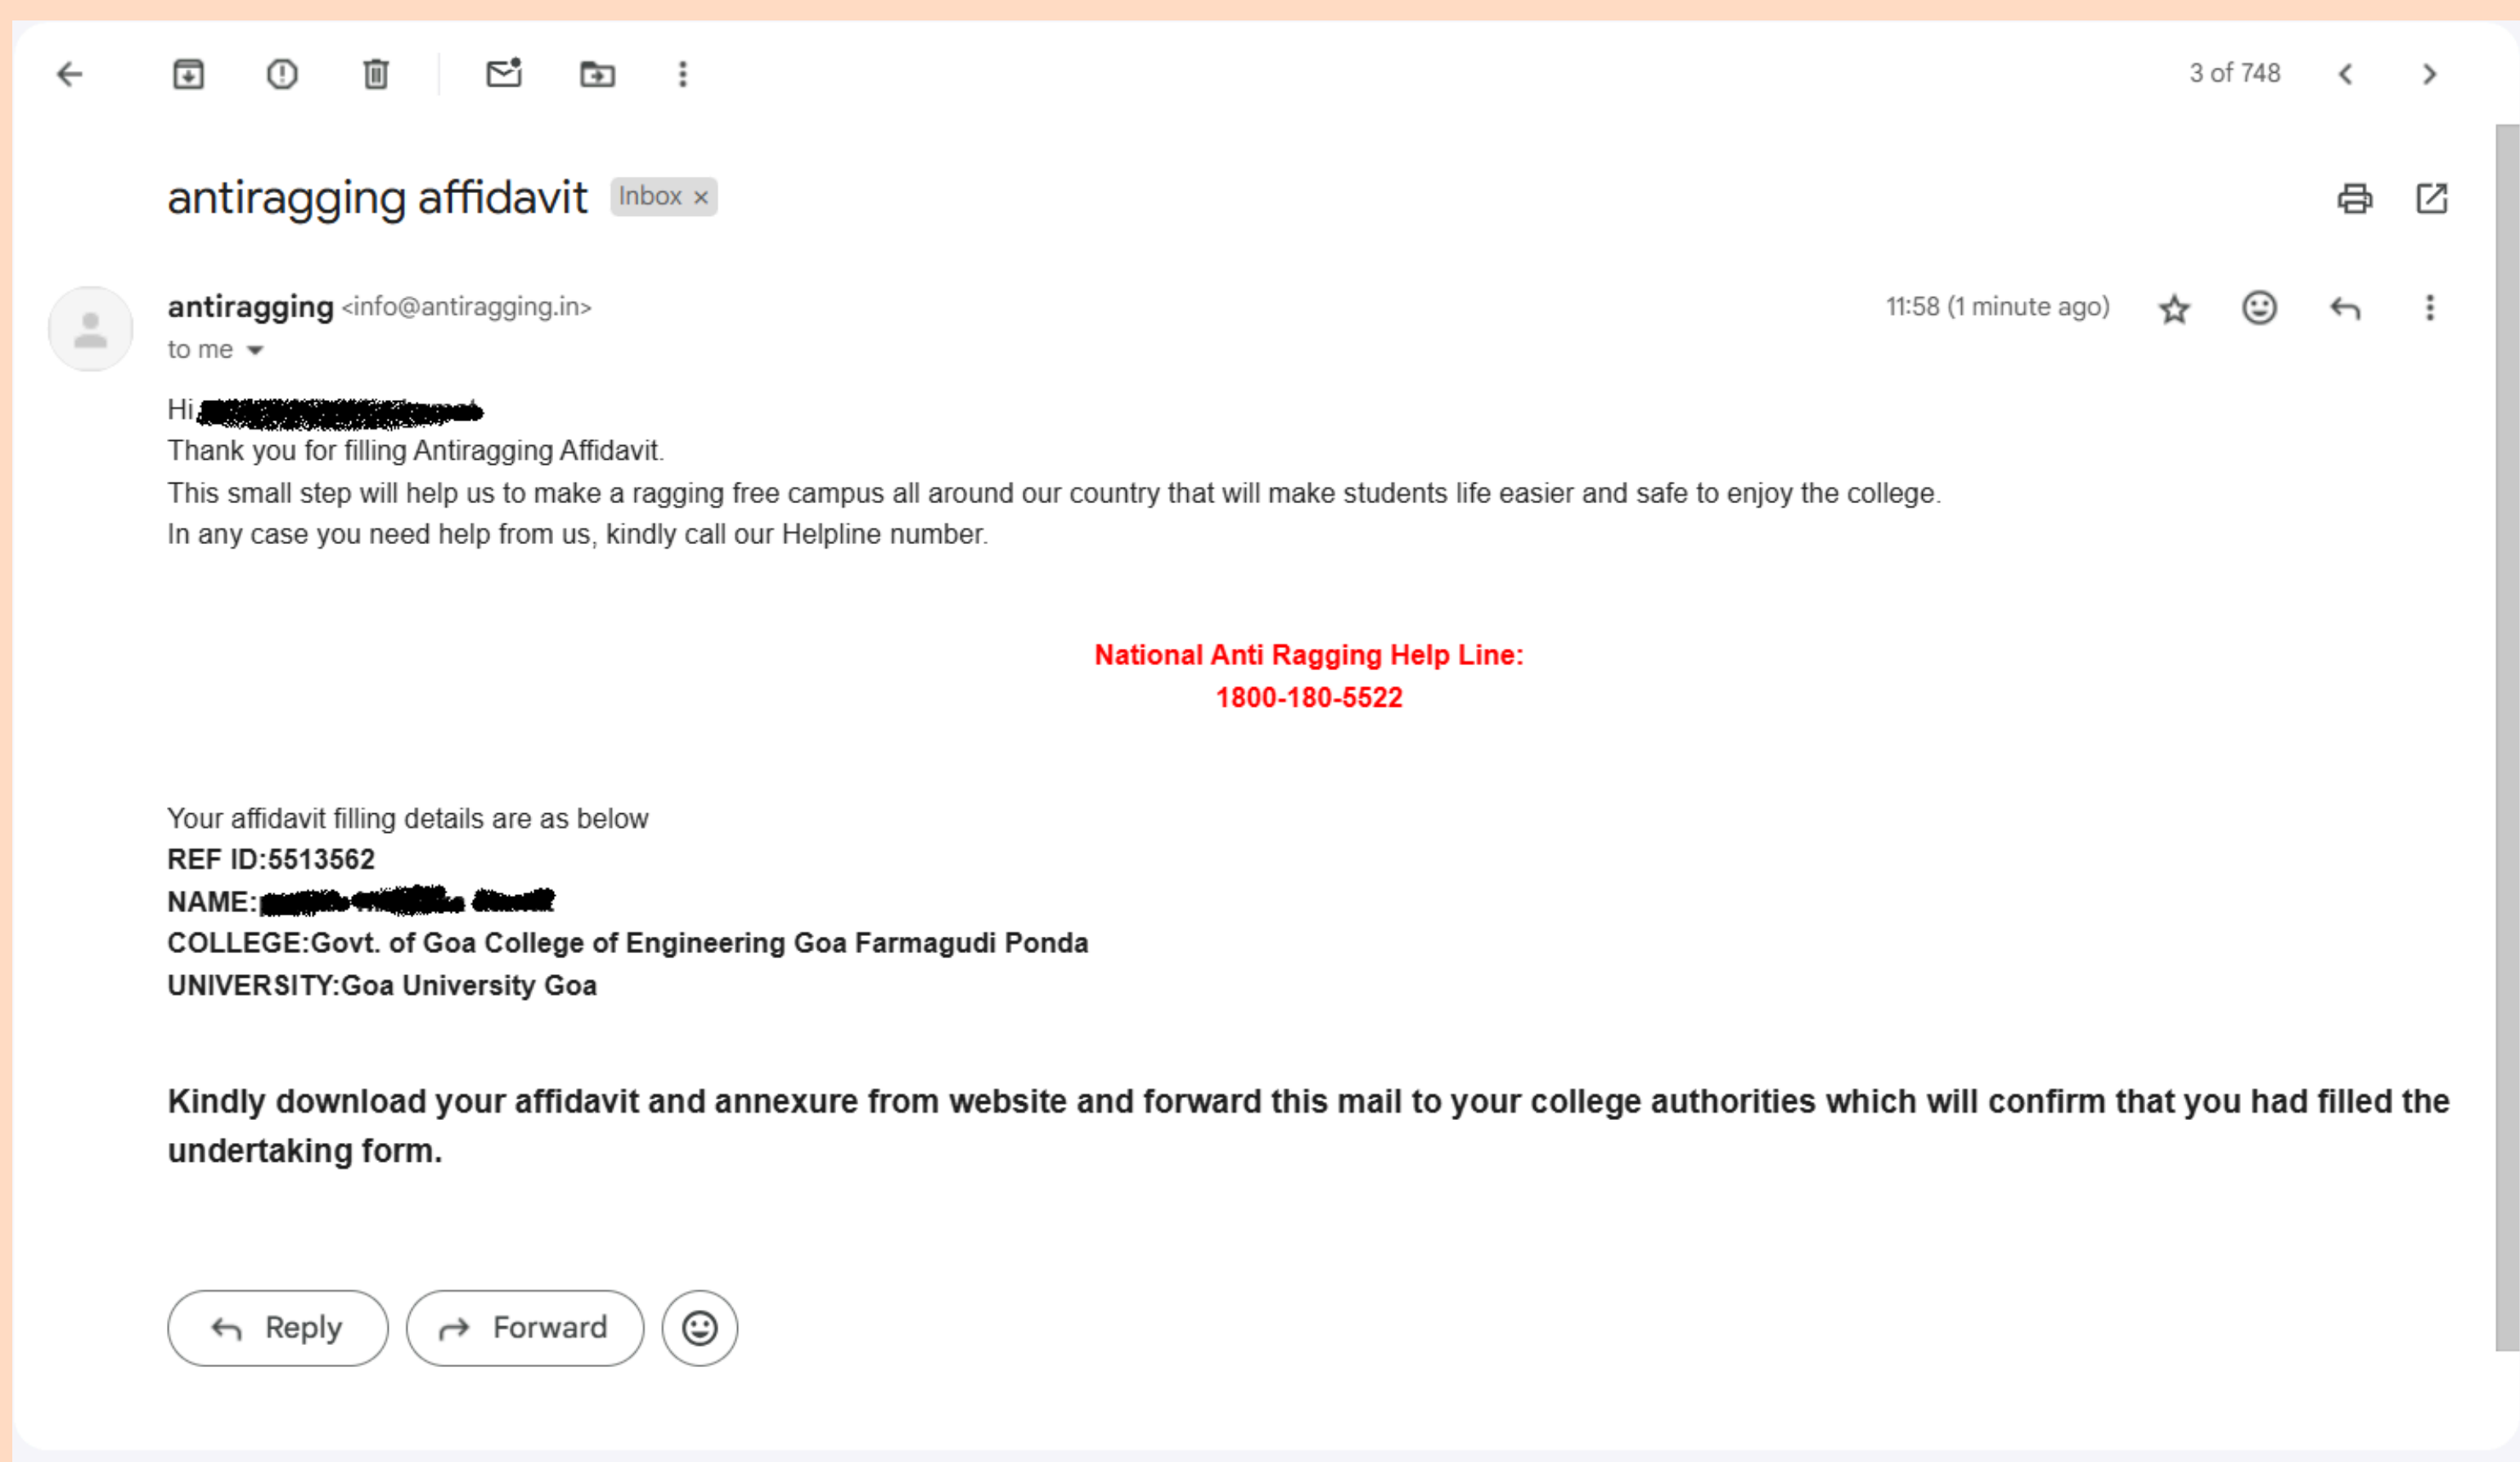 3 of 748
antiragging affidavit Inbox ×
antiragging <info@antiragging.in>
11:58 (1 minute ago)
to me
Hi
Thank you for filling Antiragging Affidavit.
This small step will help us to make a ragging free campus all around our country that will make students life easier and safe to enjoy the college.
In any case you need help from us, kindly call our Helpline number.
National Anti Ragging Help Line:
1800-180-5522
Your affidavit filling details are as below
REF ID:5513562
NAME:
COLLEGE:Govt. of Goa College of Engineering Goa Farmagudi Ponda
UNIVERSITY:Goa University Goa
Kindly download your affidavit and annexure from website and forward this mail to your college authorities which will confirm that you had filled the
undertaking form.
Reply
Forward